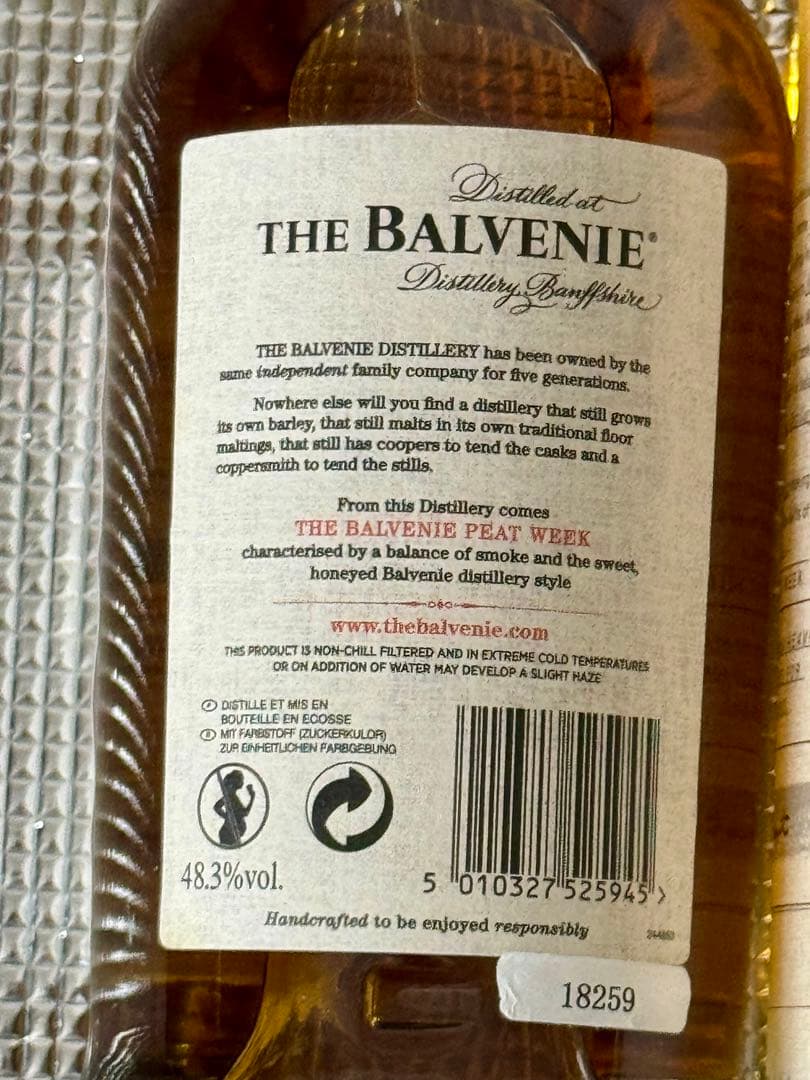 Distilled at
THE BALVENIE®
Distillery, Banffshire
THE BALVENIE DISTILLERY has been owned by the
same independent family company for five generations.
Nowhere else will you find a distillery that still grows
its own barley, that still malts in its own traditional floor
maltings, that still has coopers to tend the casks and a
coppersmith to tend the stills.
From this Distillery comes
THE BALVENIE PEAT WEEK
characterised by a balance of smoke and the sweet,
honeyed Balvenie distillery style
www.thebalvenie.com
THIS PRODUCT IS NON-CHILL FILTERED AND IN EXTREME COLD TEMPERATURES
OR ON ADDITION OF WATER MAY DEVELOP A SLIGHT HAZE
DISTILLE ET MIS EN
BOUTEILLE EN ECOSSE
MIT FARBSTOFF (ZUCKERKULÖR)
ZUR EINHEITLICHEN FARBGEBUNG
48.3%vol.
5 010327 525945 >
Handcrafted to be enjoyed responsibly
18259